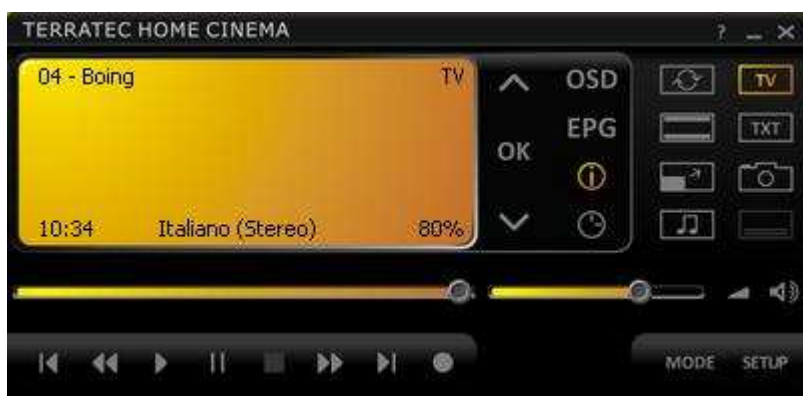 TERRATEC HOME CINEMA ?
04 - Boing TV
OSD
TV
EPG
TXT
OK
10:34 Italiano (Stereo) 80%
MODE SETUP